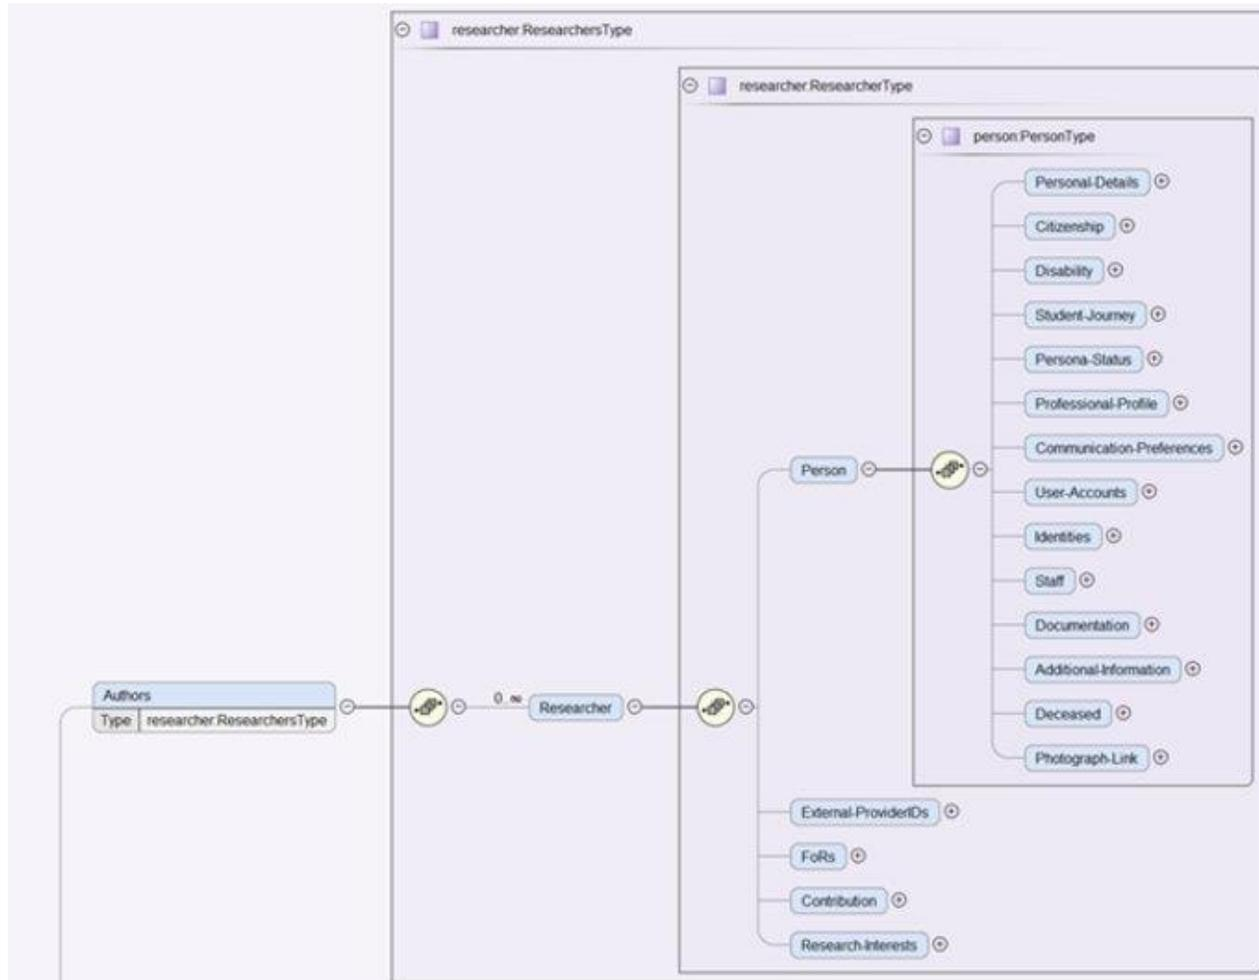 researcher:ResearchersType
researcher:ResearcherType
person:PersonType
Personal-Details
Citizenship
Disability
Student-Journey
Persona-Status
Professional-Profile
Communication-Preferences
Person
User-Accounts
Identities
Staff
Documentation
Additional-Information
Authors
Type researcher:ResearchersType
0..∞
Researcher
Deceased
Photograph-Link
External-ProviderIDs
FoRs
Contribution
Research-Interests